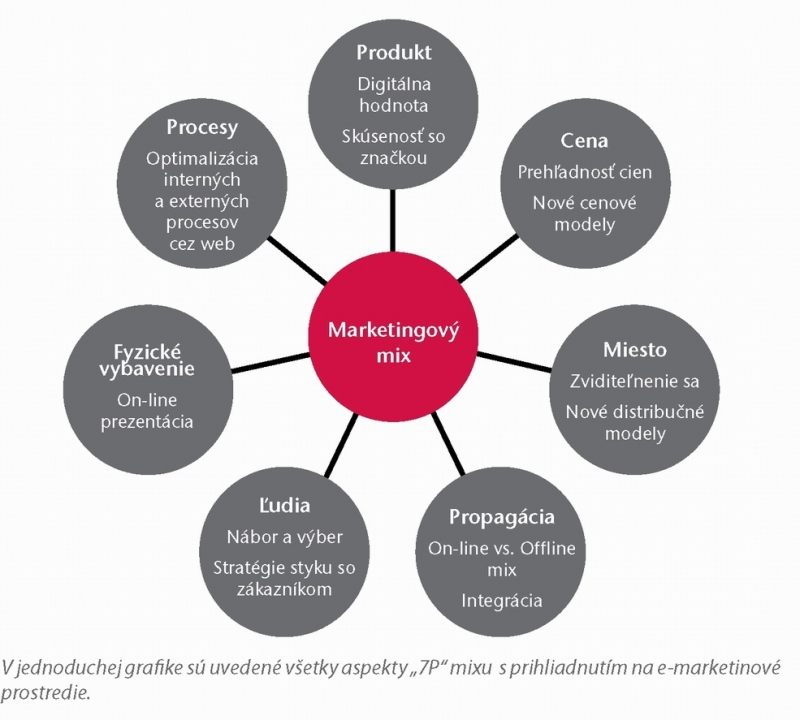 Produkt
Digitálna
hodnota
Skúsenosť so
značkou
Cena
Prehľadnosť cien
Nové cenové
modely
Miesto
Zviditeľnenie sa
Nové distribučné
modely
Propagácia
On-line vs. Offline
mix
Integrácia
Ľudia
Nábor a výber
Stratégie styku so
zákazníkom
Fyzické
vybavenie
On-line
prezentácia
Procesy
Optimalizácia
interných
a externých
procesov
cez web
Marketingový
mix
V jednoduchej grafike sú uvedené všetky aspekty „7P“ mixu s prihliadnutím na e-marketinové
prostredie.